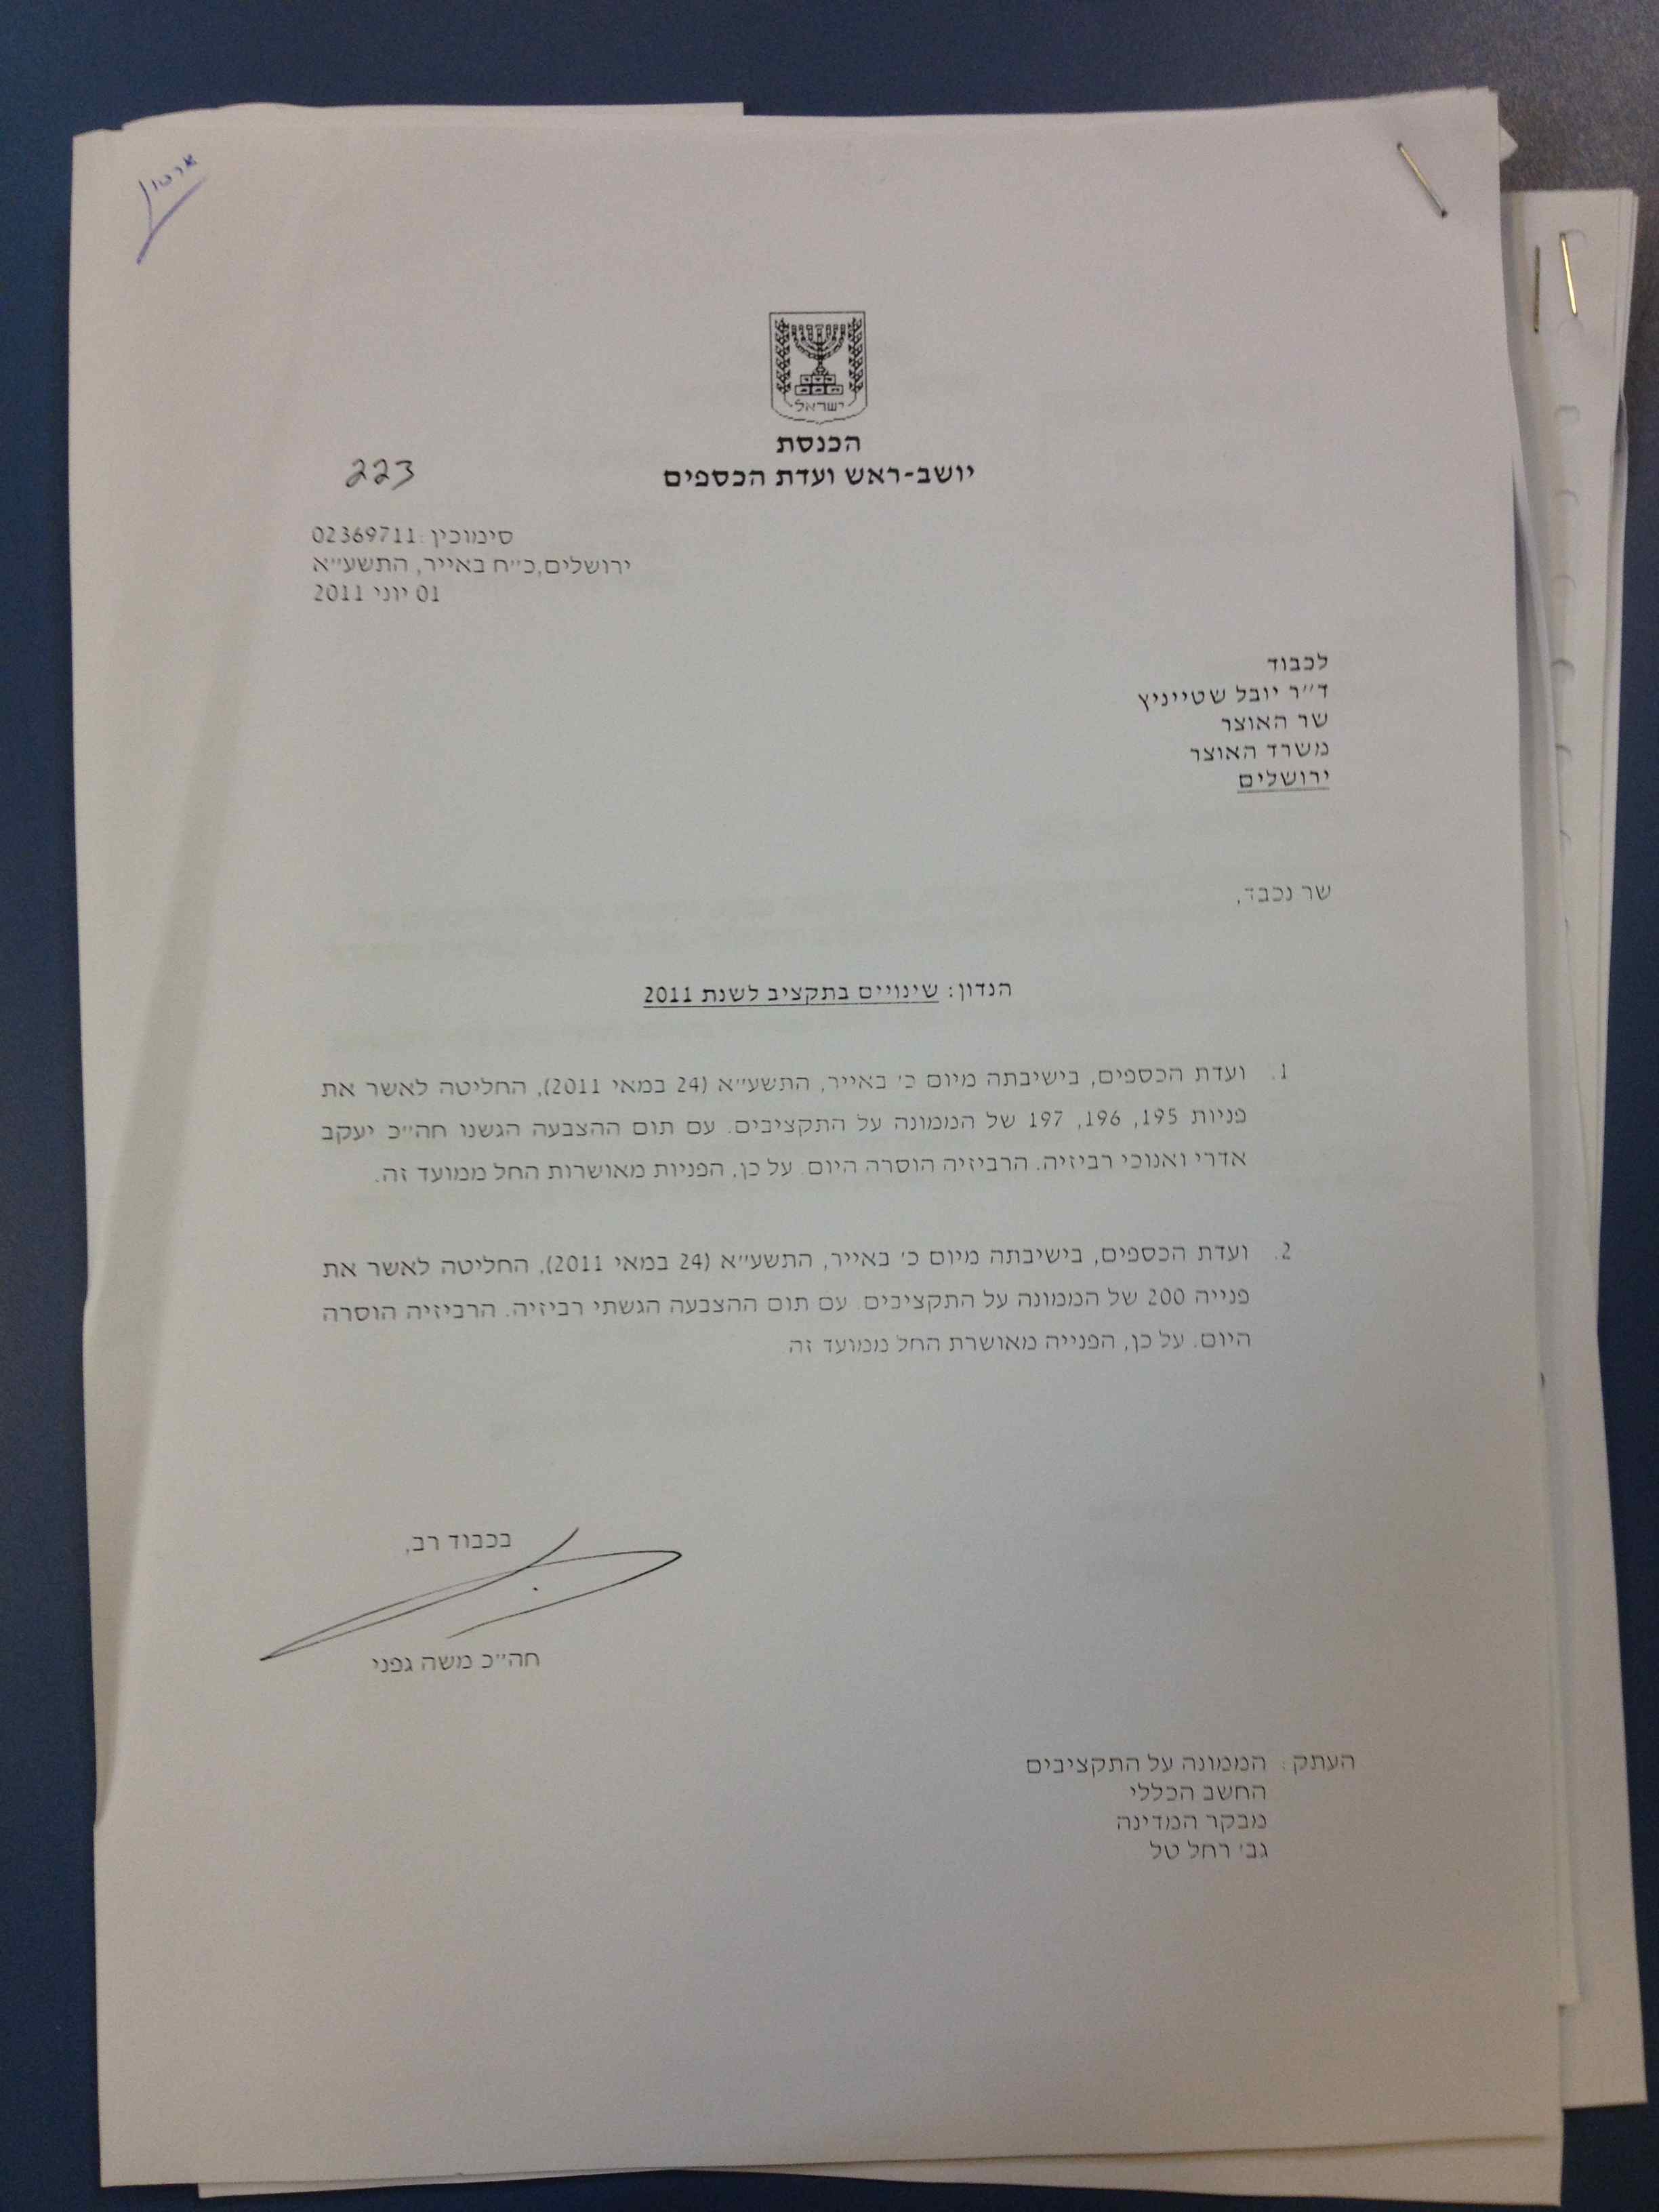 ישראל
הכנסת
יושב-ראש ועדת הכספים
223
סימוכין: 02369711
ירושלים,כ״ח באייר, התשע״א
01 יוני 2011
לכבוד
ד״ר יובל שטייניץ
שר האוצר
משרד האוצר
ירושלים
שר נכבד,
הנדון: שינויים בתקציב לשנת 2011
1. ועדת הכספים, בישיבתה מיום כ׳ באייר, התשע״א (24 במאי 2011), החליטה לאשר את
פניות 195, 196, 197 של הממונה על התקציבים. עם תום ההצבעה הגשנו חה״כ יעקב
אדרי ואנוכי רביזיה. הרביזיה הוסרה היום. על כן, הפניות מאושרות החל ממועד זה.
2. ועדת הכספים, בישיבתה מיום כ׳ באייר, התשע״א (24 במאי 2011), החליטה לאשר את
פנייה 200 של הממונה על התקציבים. עם תום ההצבעה הגשתי רביזיה. הרביזיה הוסרה
היום. על כן, הפנייה מאושרת החל ממועד זה
בכבוד רב,
חה״כ משה גפני
העתק: הממונה על התקציבים
החשב הכללי
מבקר המדינה
גב׳ רחל טל